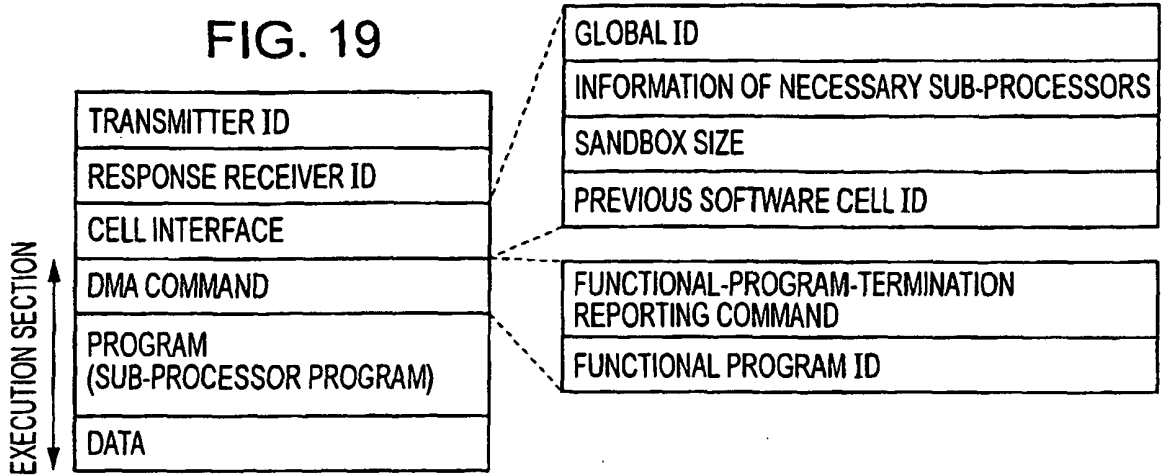 FIG. 19
TRANSMITTER ID
RESPONSE RECEIVER ID
CELL INTERFACE
DMA COMMAND
PROGRAM
(SUB-PROCESSOR PROGRAM)
DATA
EXECUTION SECTION
GLOBAL ID
INFORMATION OF NECESSARY SUB-PROCESSORS
SANDBOX SIZE
PREVIOUS SOFTWARE CELL ID
FUNCTIONAL-PROGRAM-TERMINATION
REPORTING COMMAND
FUNCTIONAL PROGRAM ID